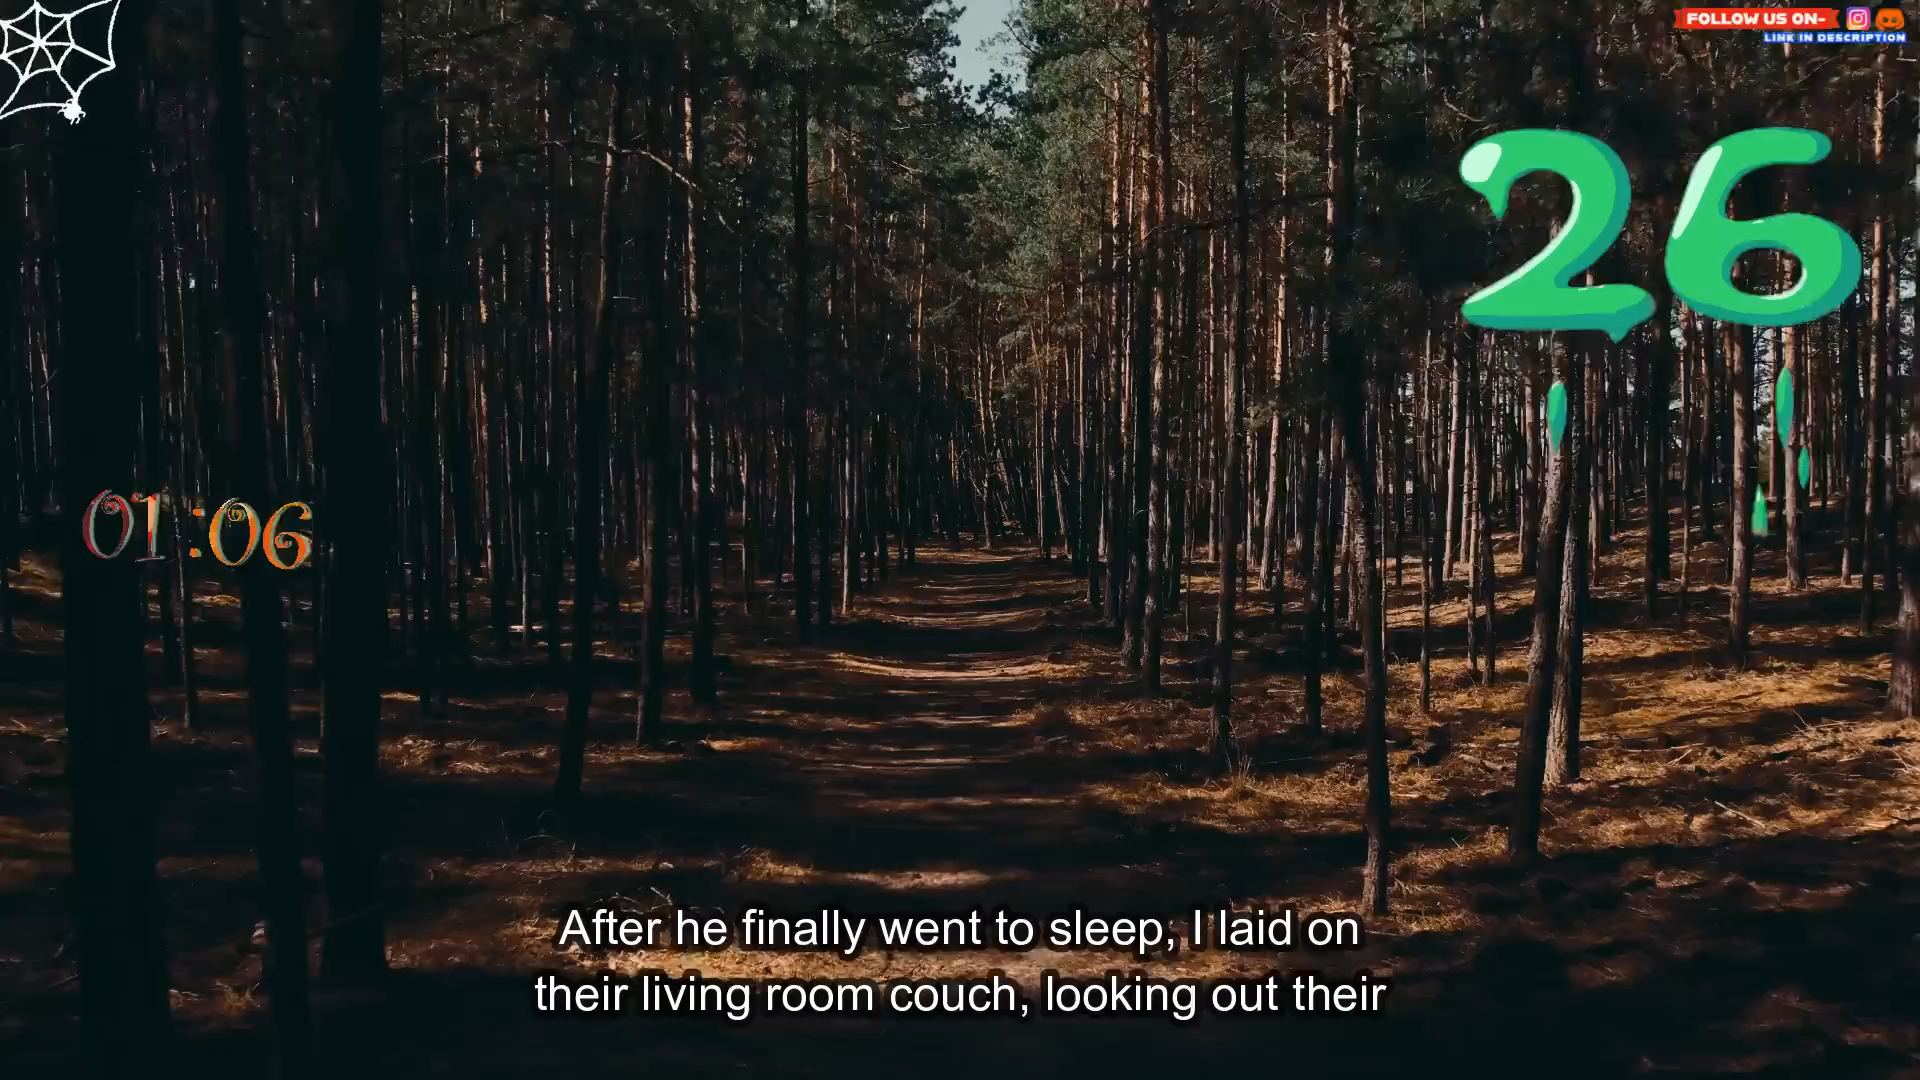 FOLLOW US ON-
LINK IN DESCRIPTION
26
01:06
After he finally went to sleep, I laid on
their living room couch, looking out their